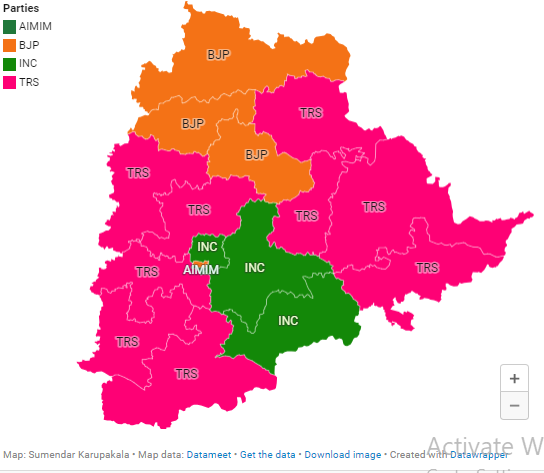 Parties
AIMIM
BJP
INC
TRS
BJP
TRS
BJP
BJP
TRS
TRS
TRS
TRS
INC
INC
TRS
AIMIM
TRS
INC
TRS
TRS
+
−
Activate W
Map: Sumendar Karupakala • Map data: Datameet • Get the data • Download image • Created with Datawrapper